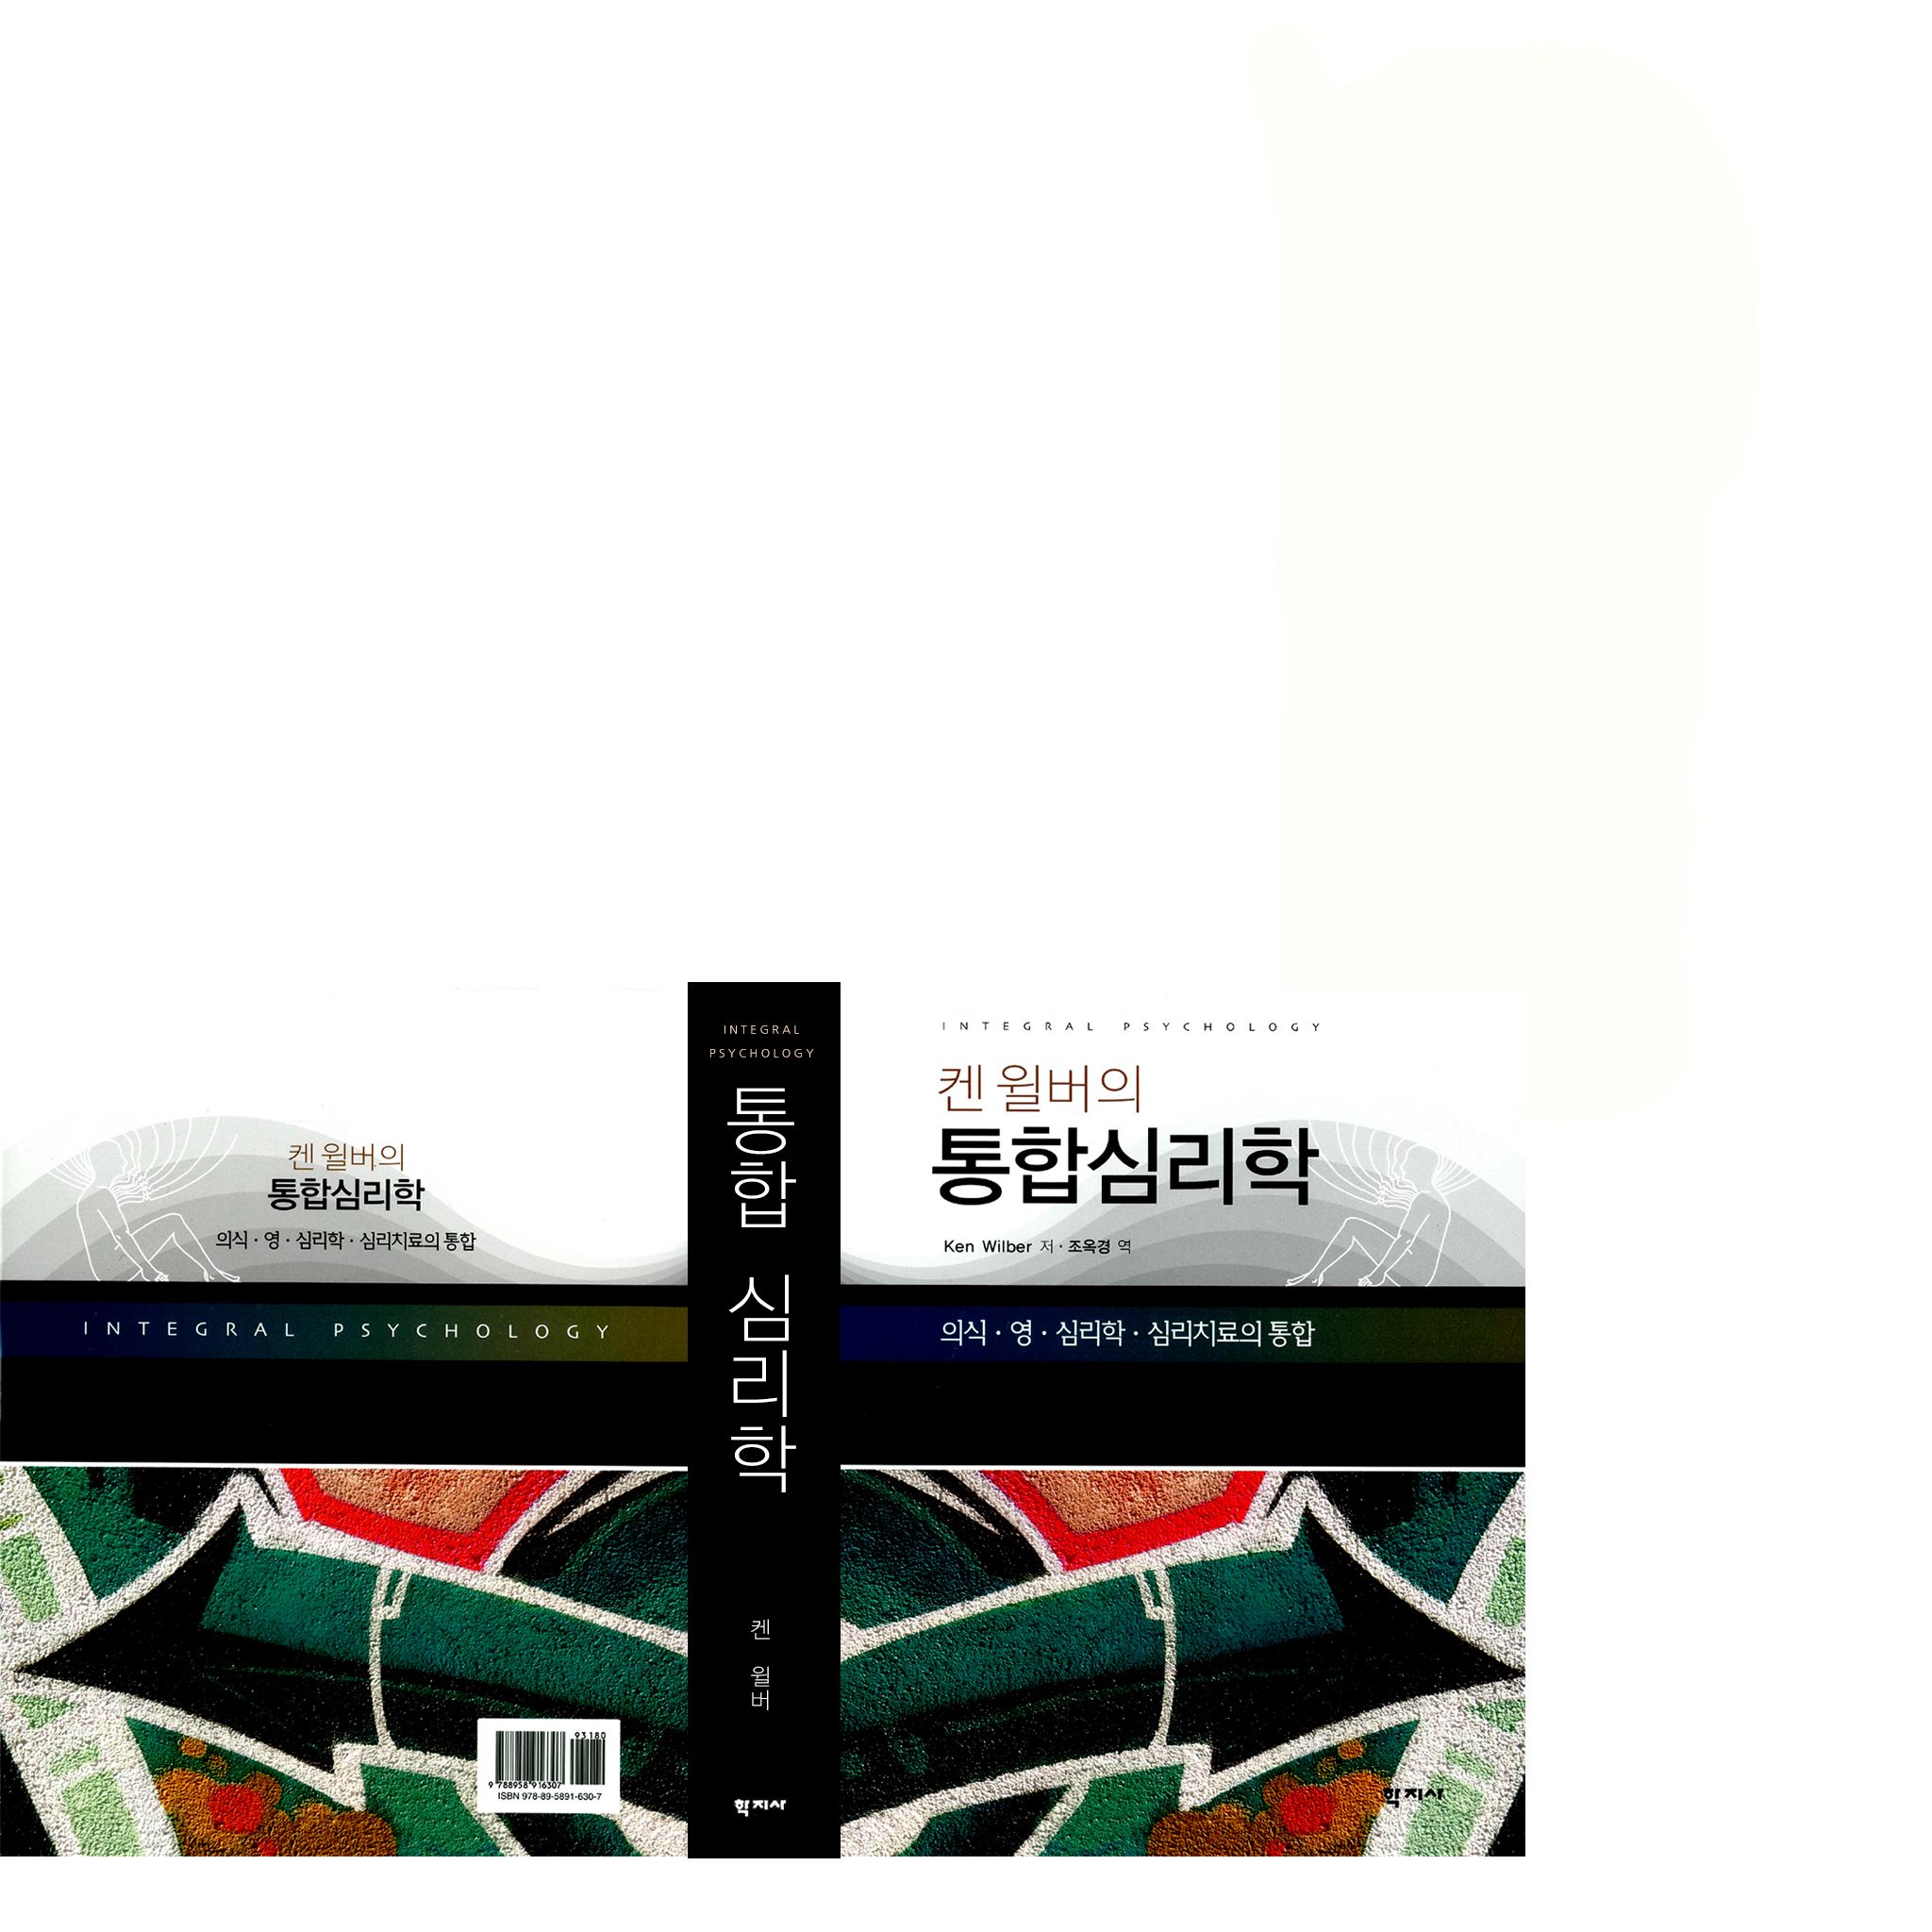 켄 윌버의
통합심리학
의식 · 영 · 심리학 · 심리치료의 통합
INTEGRAL PSYCHOLOGY
93180
9 788958 916307
ISBN 978-89-5891-630-7
INTEGRAL
PSYCHOLOGY
통합 심리학
켄 윌버
학지사
INTEGRAL PSYCHOLOGY
켄 윌버의
통합심리학
Ken Wilber 저 · 조옥경 역
의식 · 영 · 심리학 · 심리치료의 통합
학지사